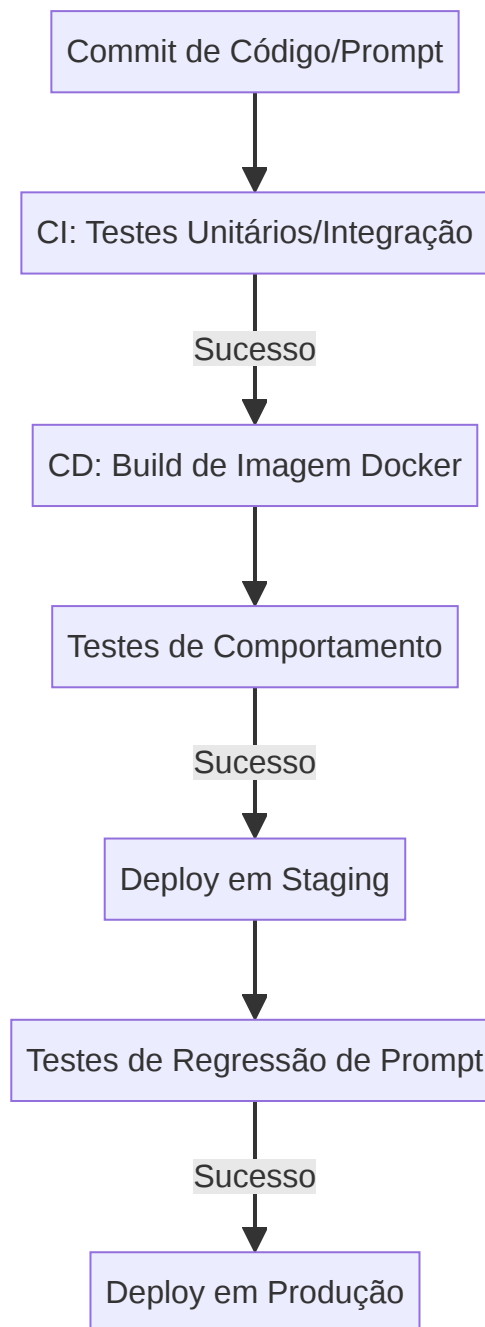 Commit de Código/Prompt
CI: Testes Unitários/Integração
Sucesso
CD: Build de Imagem Docker
Testes de Comportamento
Sucesso
Deploy em Staging
Testes de Regressão de Prompt
Sucesso
Deploy em Produção